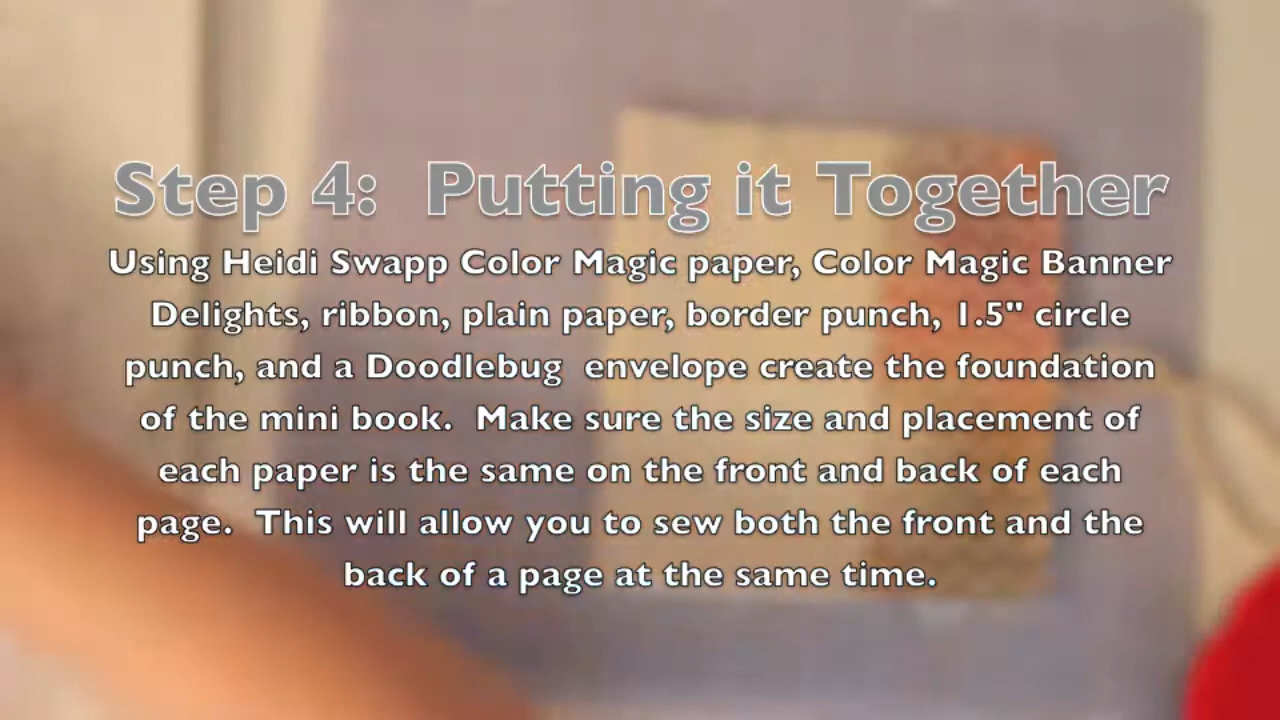 Step 4:  Putting it Together
Using Heidi Swapp Color Magic paper, Color Magic Banner
Delights, ribbon, plain paper, border punch, 1.5" circle
punch, and a Doodlebug  envelope create the foundation
of the mini book.  Make sure the size and placement of
each paper is the same on the front and back of each
page.  This will allow you to sew both the front and the
back of a page at the same time.